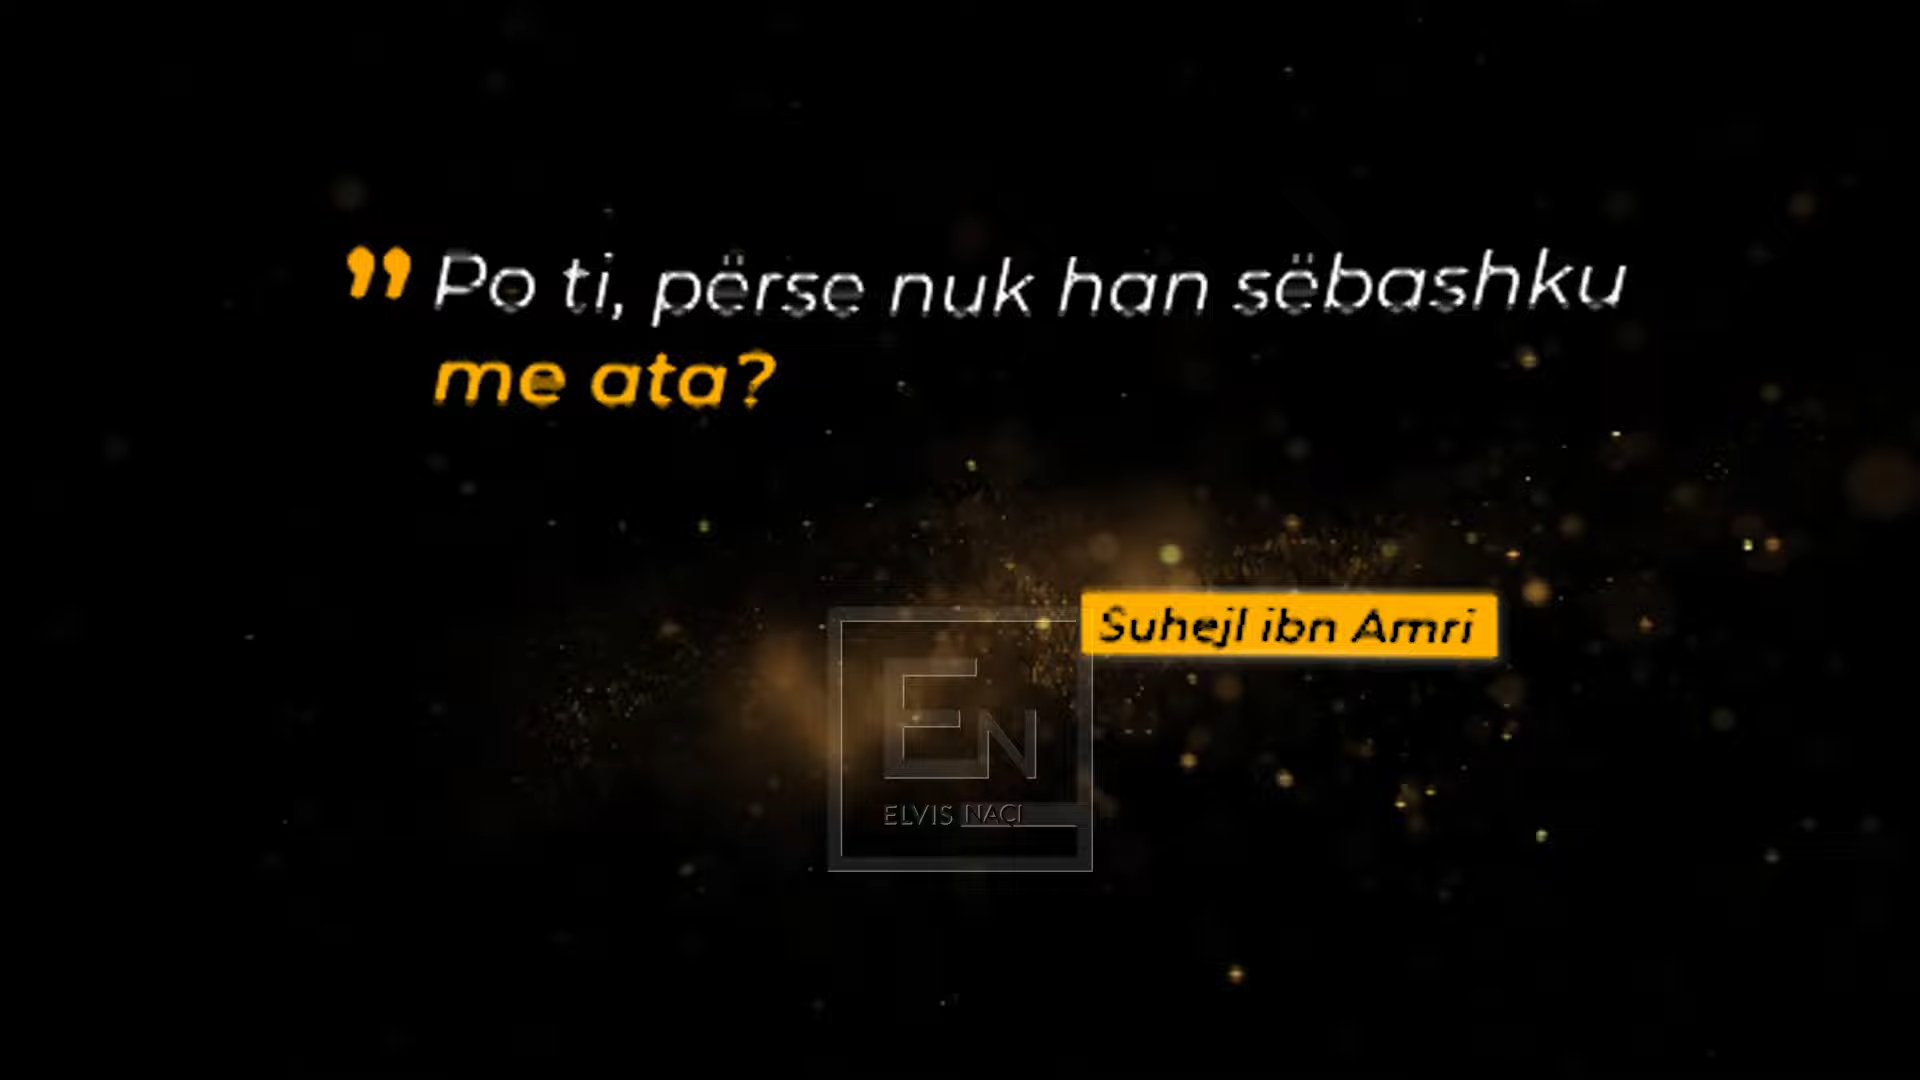 ” Po ti, përse nuk han sëbashku
me ata?
Suhejl ibn Amri
EN
ELVIS NAÇI